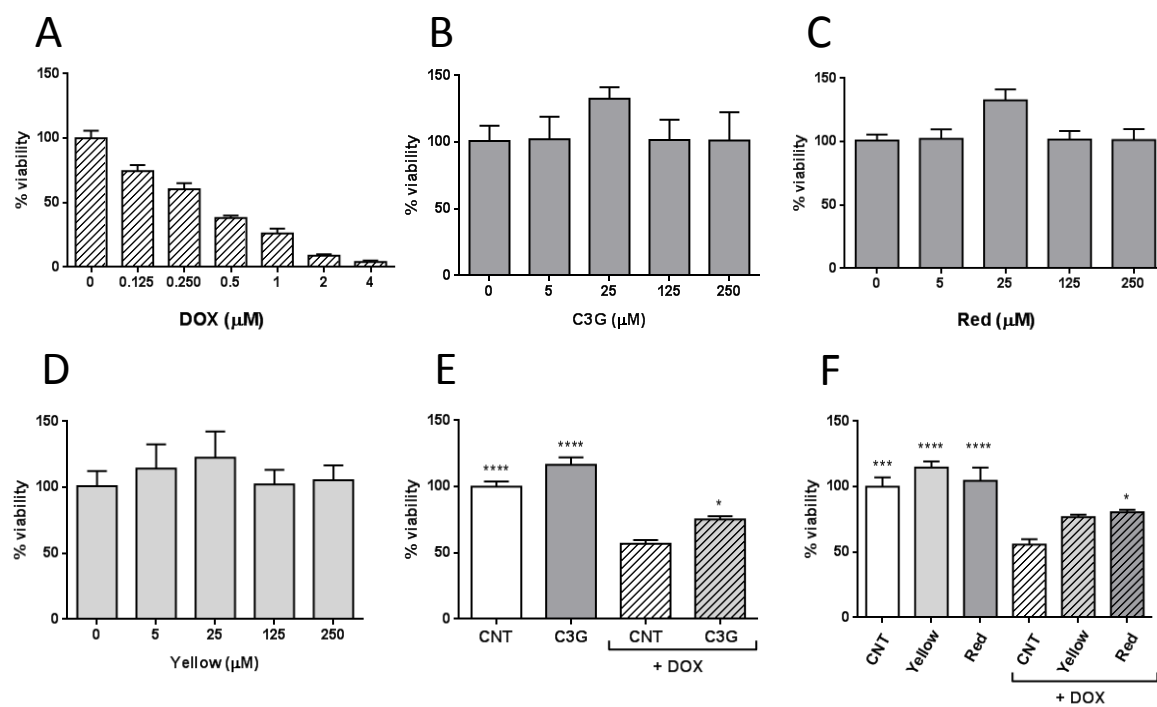 A
150
100
50
0
% viability
0 0.125 0.250 0.5 1 2 4
DOX (μM)
B
150
100
50
0
% viability
0 5 25 125 250
C3G (μM)
C
150
100
50
0
% viability
0 5 25 125 250
Red (μM)
D
150
100
50
0
% viability
0 5 25 125 250
Yellow (μM)
E
150
100
50
0
% viability
**** **** *
CNT C3G CNT C3G
+ DOX
F
150
100
50
0
% viability
*** **** **** *
CNT Yellow Red CNT Yellow Red
+ DOX